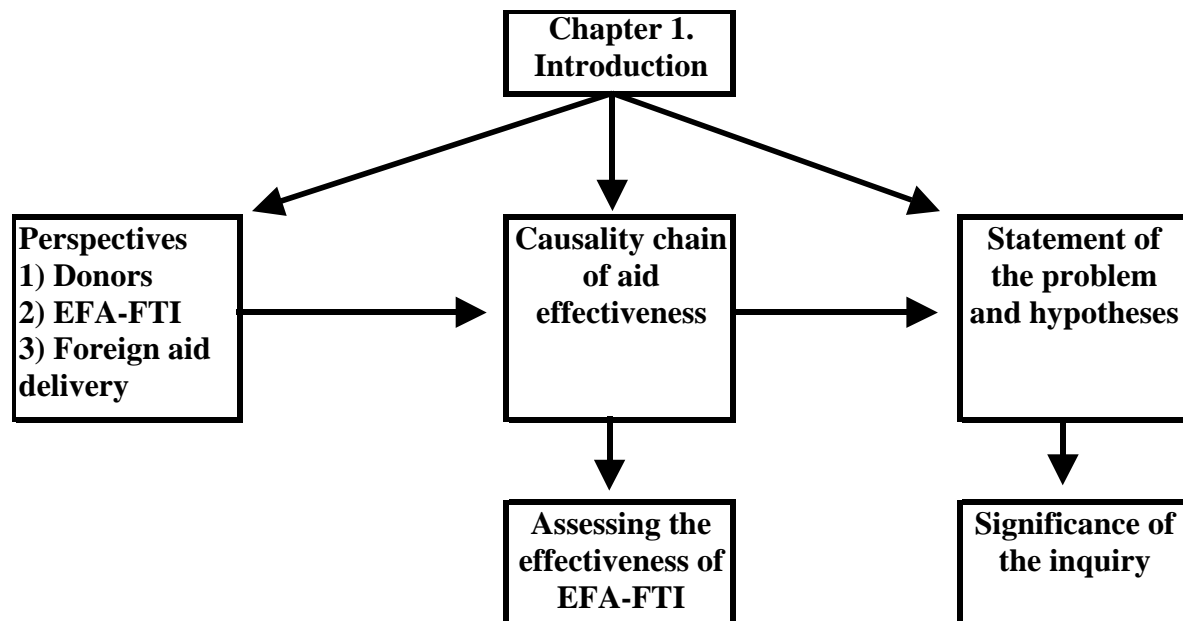 Chapter 1.
Introduction
Perspectives
1) Donors
2) EFA-FTI
3) Foreign aid
delivery
Causality chain
of aid
effectiveness
Statement of
the problem
and hypotheses
Assessing the
effectiveness of
EFA-FTI
Significance of
the inquiry